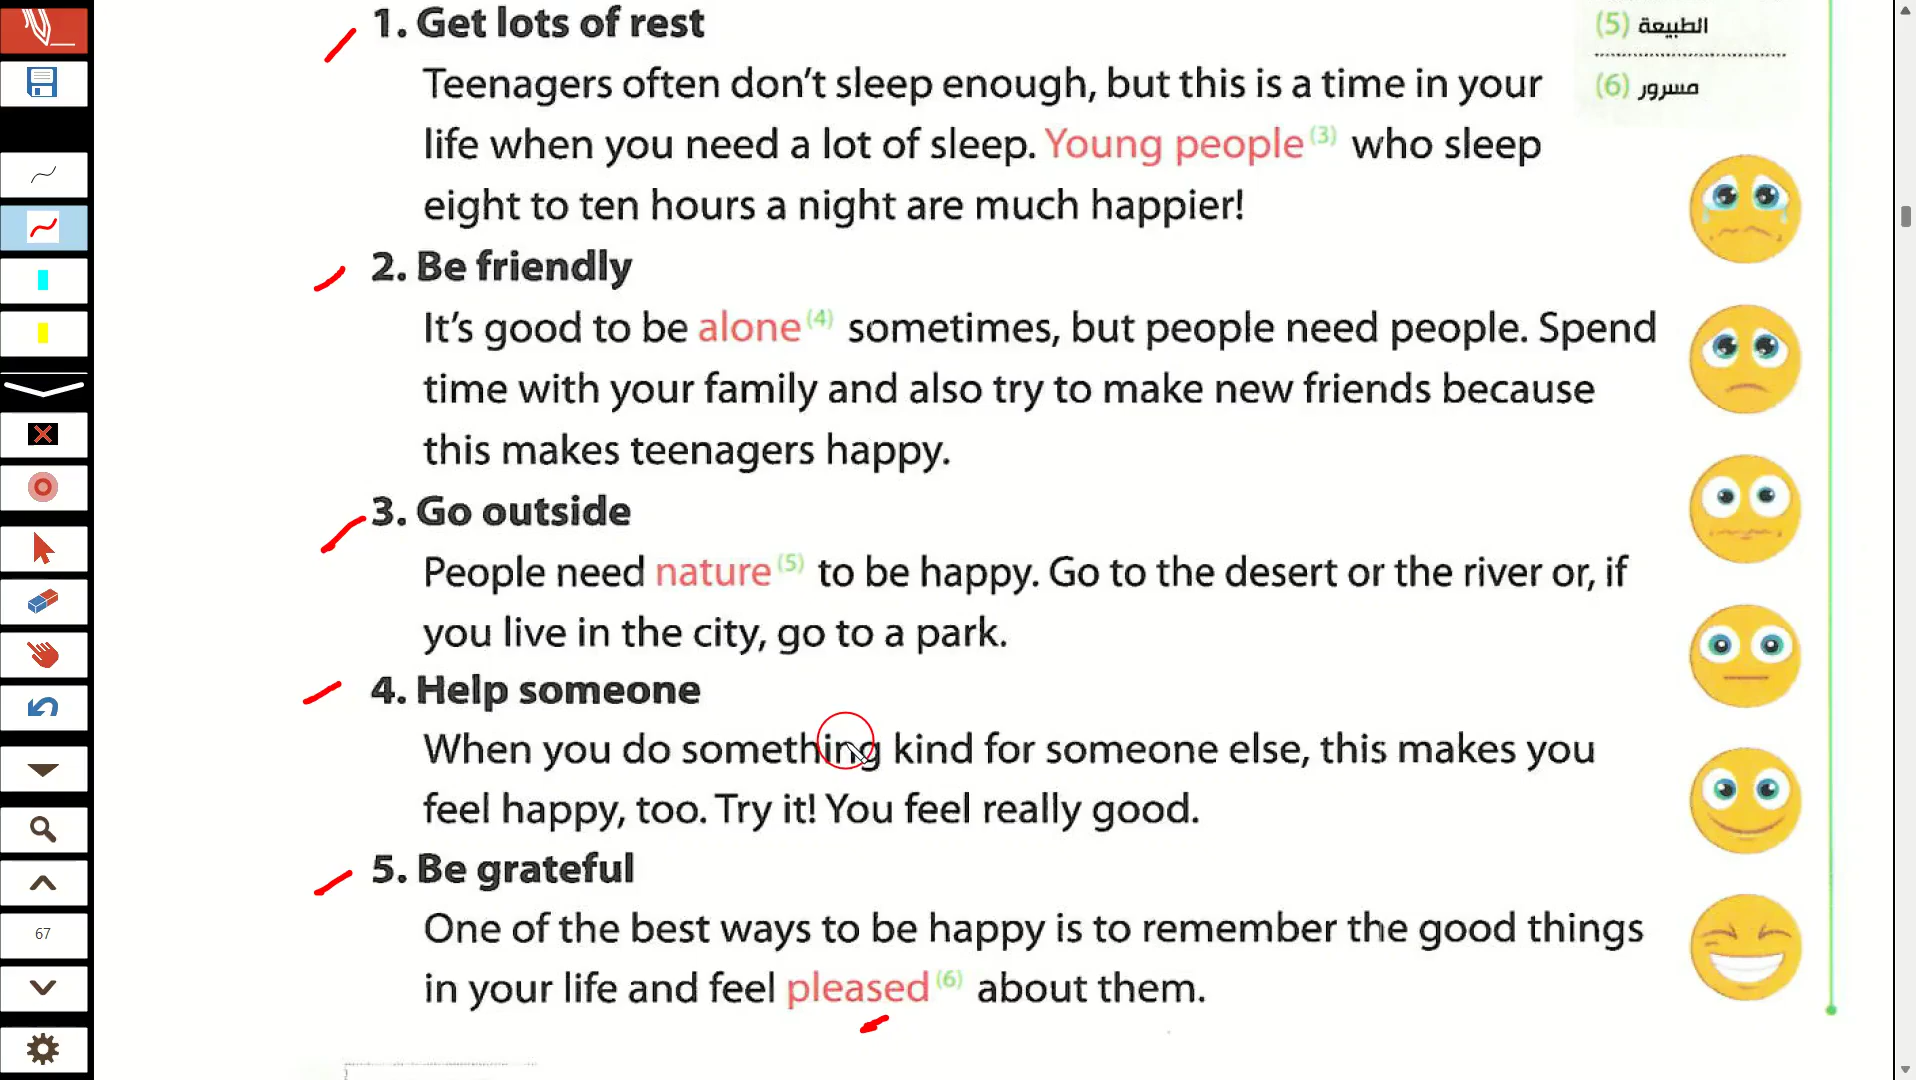 1. Get lots of rest
Teenagers often don't sleep enough, but this is a time in your
life when you need a lot of sleep. Young people(3) who sleep
eight to ten hours a night are much happier!
2. Be friendly
It's good to be alone(4) sometimes, but people need people. Spend
time with your family and also try to make new friends because
this makes teenagers happy.
3. Go outside
People need nature(5) to be happy. Go to the desert or the river or, if
you live in the city, go to a park.
4. Help someone
When you do something kind for someone else, this makes you
feel happy, too. Try it! You feel really good.
5. Be grateful
One of the best ways to be happy is to remember the good things
in your life and feel pleased(6) about them.
(5) الطبيعة
(6) مسرور
67